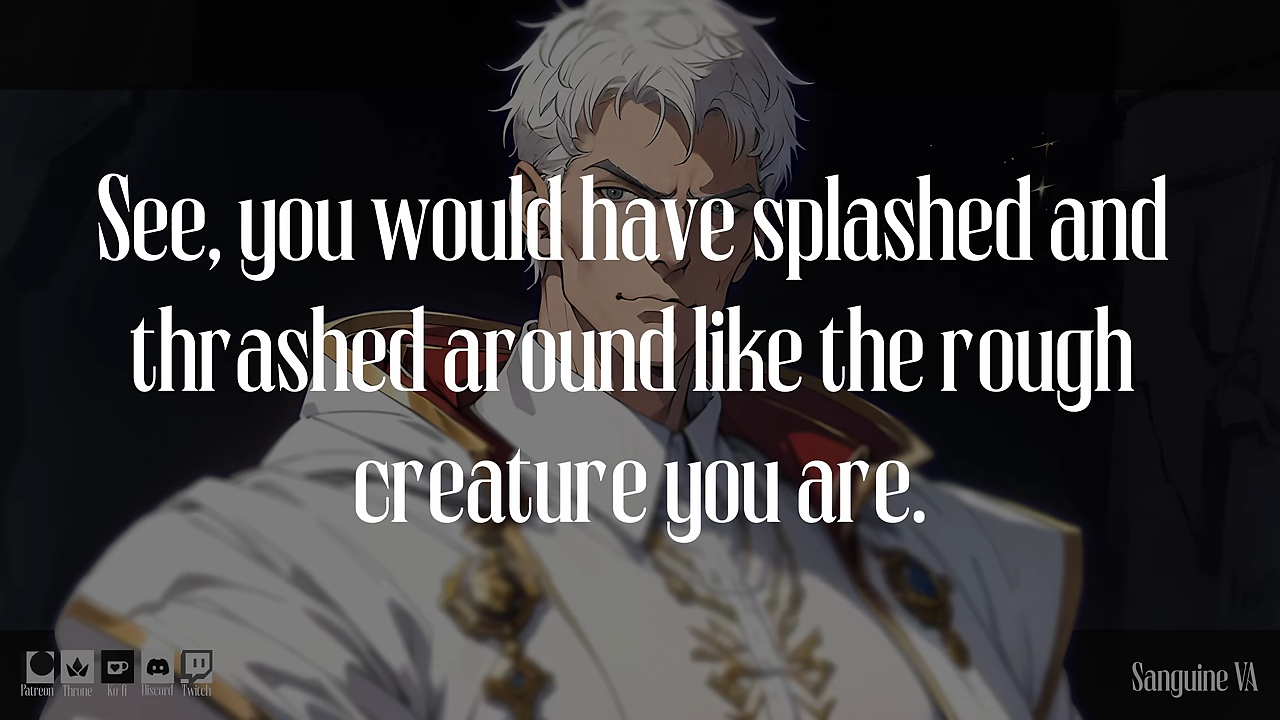 See, you would have splashed and
thrashed around like the rough
creature you are.
Patreon Throne Ko fi Discord Twitch
Sanguine VA